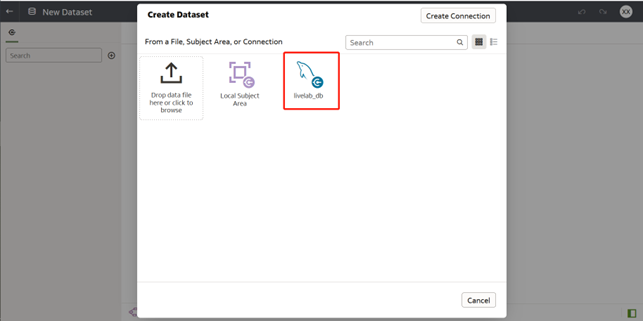 New Dataset
XX
Search
Create Dataset
Create Connection
From a File, Subject Area, or Connection
Search
Drop data file
here or click to
browse
Local Subject
Area
livelab_db
Cancel